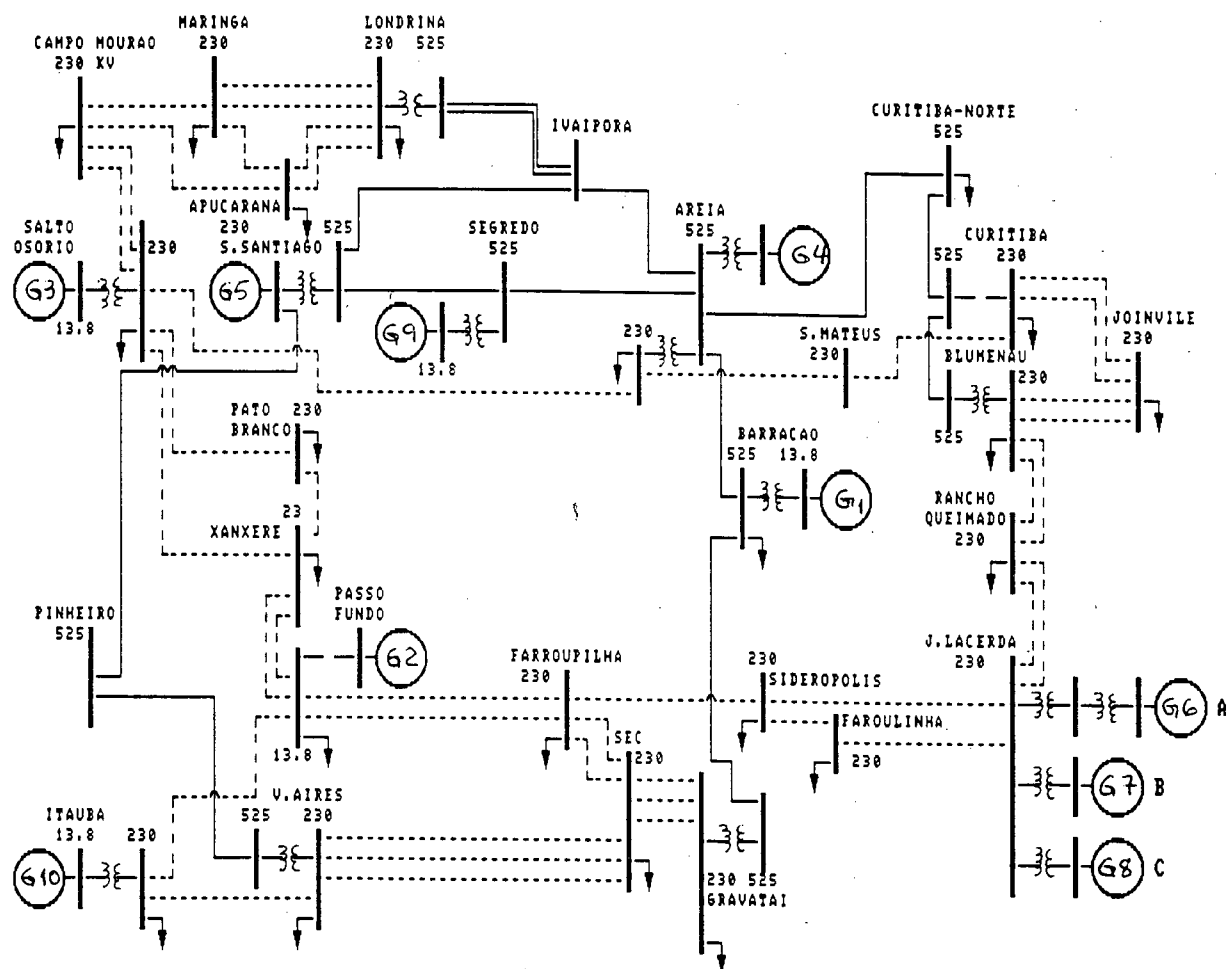 MARINGA
230
LONDRINA
230 525
CAMPO MOURAO
230 KV
IVAIPORA
CURITIBA-NORTE
525
APUCARANA
230
SALTO
OSORIO
230
S.SANTIAGO
525
SEGREDO
525
AREIA
525
G4
CURITIBA
525
230
G3
13.8
G5
G9
13.8
230
S.MATEUS
230
JOINVILE
230
BLUMENAU
230
525
PATO
BRANCO
230
BARRACAO
525 13.8
G1
XANXERE
23
RANCHO
QUEIMADO
230
PASSO
FUNDO
G2
PINHEIRO
525
FARROUPILHA
230
230
SIDEROPOLIS
J.LACERDA
230
G6 A
FAROULINHA
230
SEC
230
13.8
G7 B
ITAUBA
13.8 230
V.AIRES
525 230
G10
230 525
GRAVATAI
G8 C